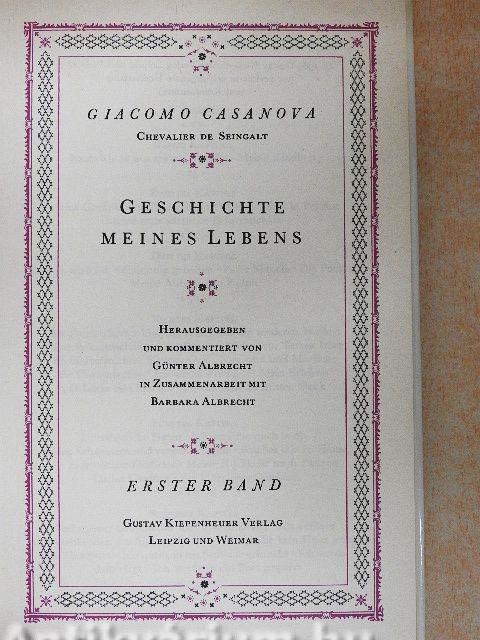 GIACOMO CASANOVA
CHEVALIER DE SEINGALT
GESCHICHTE
MEINES LEBENS
HERAUSGEGEBEN
UND KOMMENTIERT VON
GÜNTER ALBRECHT
IN ZUSAMMENARBEIT MIT
BARBARA ALBRECHT
ERSTER BAND
GUSTAV KIEPENHEUER VERLAG
LEIPZIG UND WEIMAR